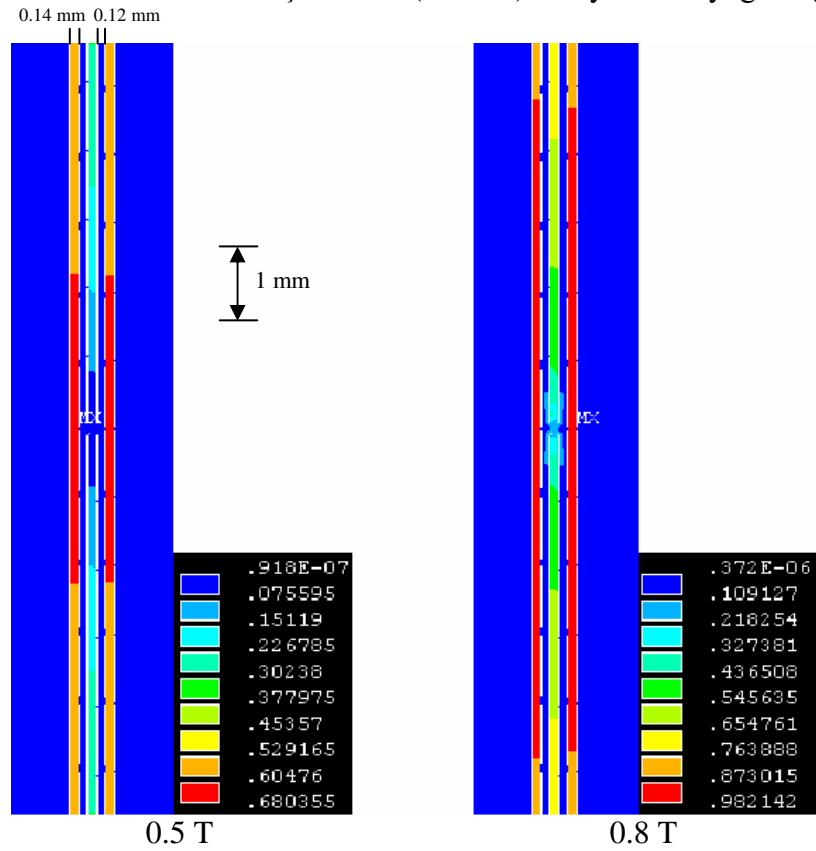 0.14 mm 0.12 mm
1 mm
MX
MX
.918E-07
.075595
.15119
.226785
.30238
.377975
.45357
.529165
.60476
.680355
.372E-06
.109127
.218254
.327381
.436508
.545635
.654761
.763888
.873015
.982142
0.5 T
0.8 T